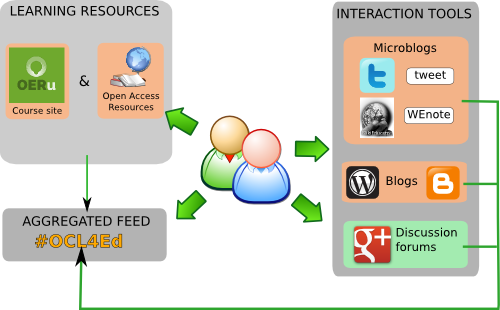 LEARNING RESOURCES
OERu
Course site
&
Open Access
Resources
AGGREGATED FEED
#OCL4Ed
INTERACTION TOOLS
Microblogs
tweet
WEnote
Blogs
g+
Discussion
forums